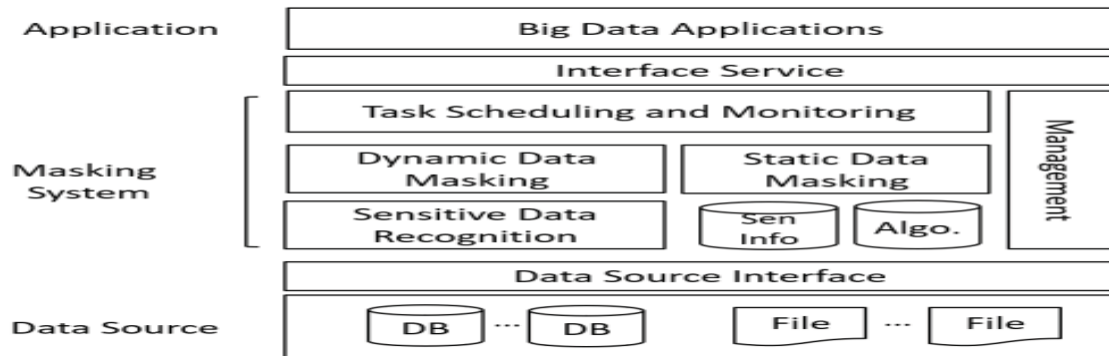 Application
Big Data Applications
Interface Service
Masking
System
Task Scheduling and Monitoring
Dynamic Data
Masking
Static Data
Masking
Sensitive Data
Recognition
Sen
Info
Algo.
Management
Data Source Interface
Data Source
DB ... DB
File ... File